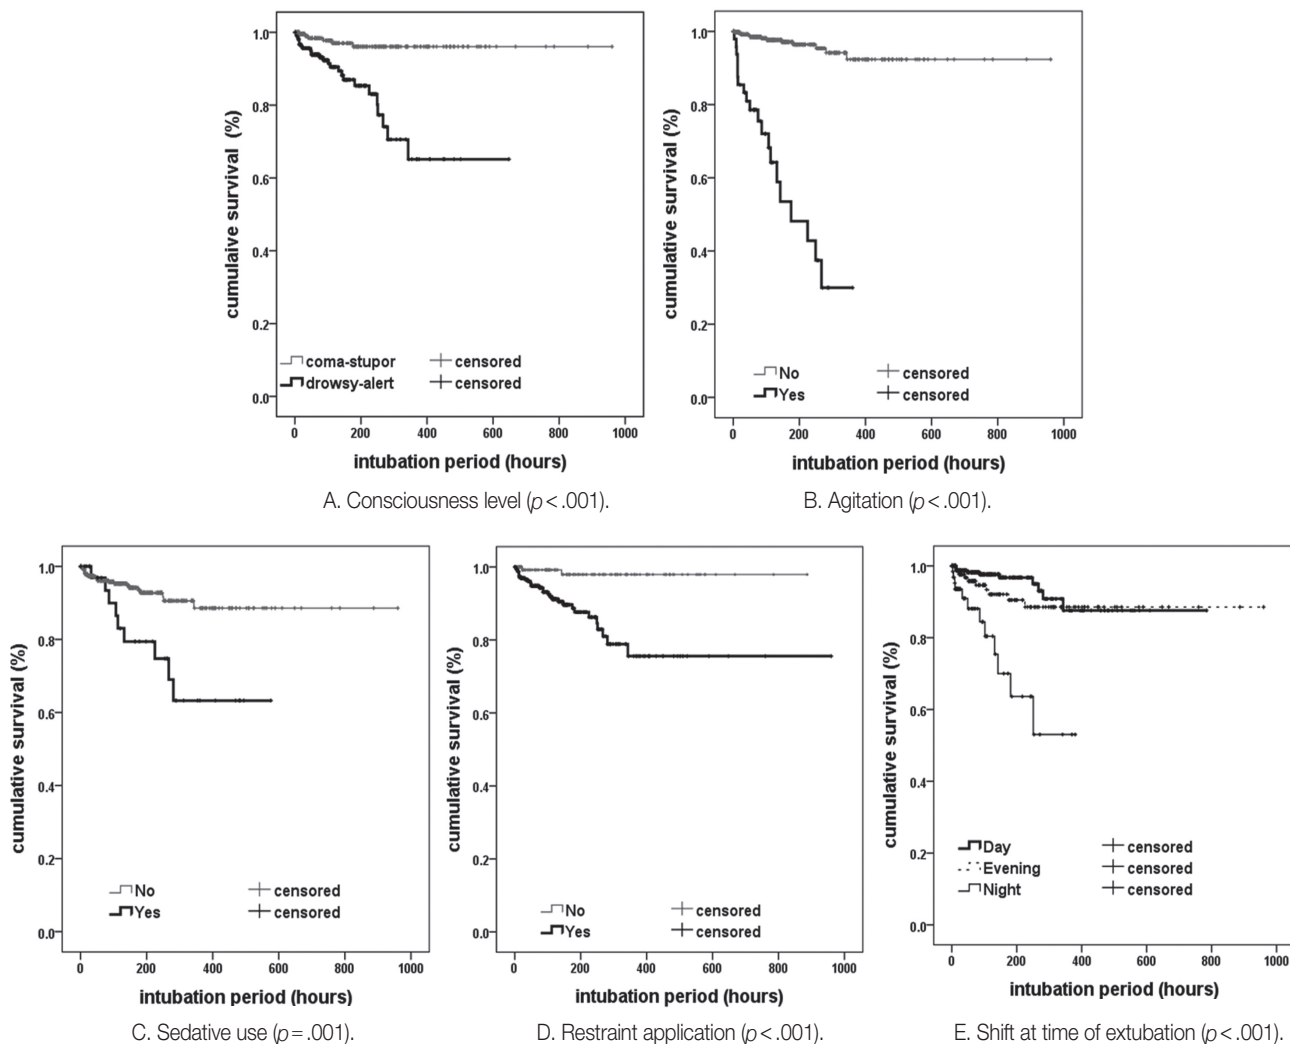 1.0
0.8
0.6
0.4
0.2
0.0
cumulaive survival (%)
coma-stupor censored
drowsy-alert censored
0 200 400 600 800 1000
intubation period (hours)
A. Consciousness level (p < .001).
1.0
0.8
0.6
0.4
0.2
0.0
cumulative survival (%)
No censored
Yes censored
0 200 400 600 800 1000
intubation period (hours)
B. Agitation (p < .001).
1.0
0.8
0.6
0.4
0.2
0.0
cumulative survival (%)
No censored
Yes censored
0 200 400 600 800 1000
intubation period (hours)
C. Sedative use (p = .001).
1.0
0.8
0.6
0.4
0.2
0.0
cumulative survival (%)
No censored
Yes censored
0 200 400 600 800 1000
intubation period (hours)
D. Restraint application (p < .001).
1.0
0.8
0.6
0.4
0.2
0.0
cumulative survival (%)
Day censored
Evening censored
Night censored
0 200 400 600 800 1000
intubation period (hours)
E. Shift at time of extubation (p < .001).